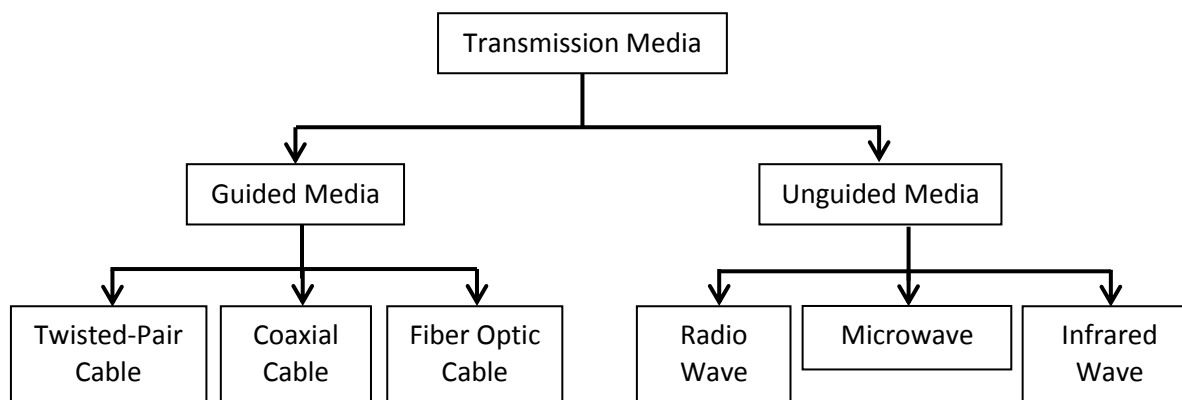 Transmission Media
Guided Media
Unguided Media
Twisted-Pair
Cable
Coaxial
Cable
Fiber Optic
Cable
Radio
Wave
Microwave
Infrared
Wave